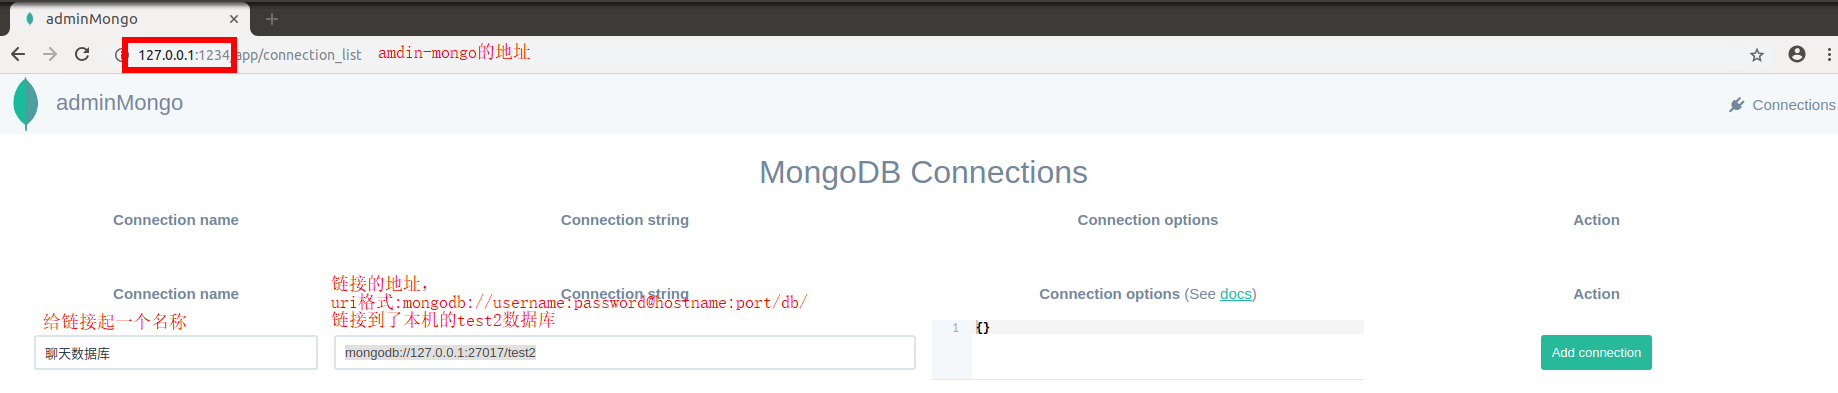 adminMongo
127.0.0.1:1234/app/connection_list amdin-mongo的地址
adminMongo
Connections
MongoDB Connections
Connection name Connection string Connection options Action
链接的地址，
Connection name Connection string Connection options (See docs) Action
uri格式:mongodb://username:password@hostname:port/db/
给链接起一个名称 链接到了本机的test2数据库
1 {}
聊天数据库 mongodb://127.0.0.1:27017/test2 Add connection